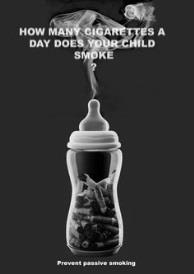 HOW MANY CIGARETTES A
DAY DOES YOUR CHILD
SMOKE
?
Prevent passive smoking